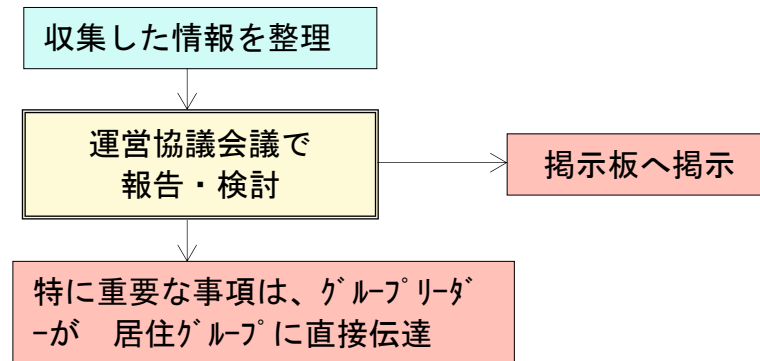 収集した情報を整理
運営協議会議で
報告・検討
掲示板へ掲示
特に重要な事項は、ｸﾞﾙｰﾌﾟﾘｰﾀﾞ
ｰが　居住ｸﾞﾙｰﾌﾟに直接伝達